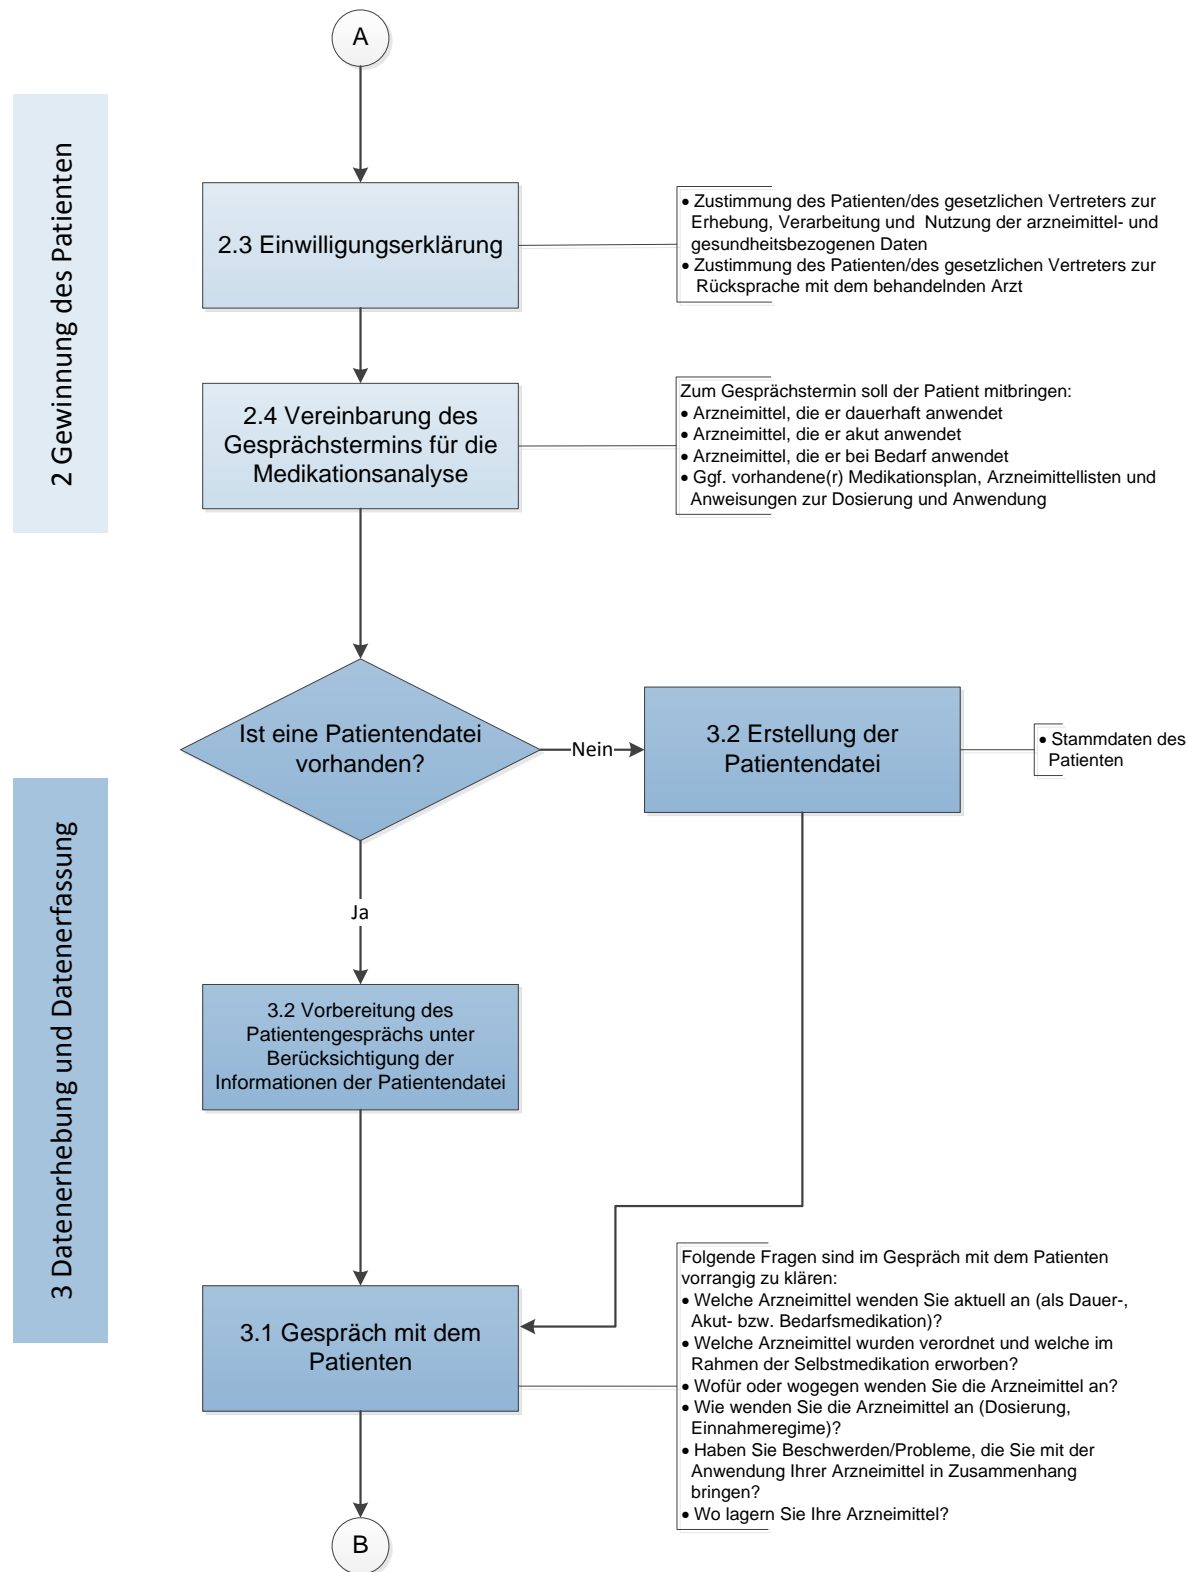 A
2 Gewinnung des Patienten
2.3 Einwilligungserklärung
• Zustimmung des Patienten/des gesetzlichen Vertreters zur
Erhebung, Verarbeitung und Nutzung der arzneimittel- und
gesundheitsbezogenen Daten
• Zustimmung des Patienten/des gesetzlichen Vertreters zur
Rücksprache mit dem behandelnden Arzt
2.4 Vereinbarung des
Gesprächstermins für die
Medikationsanalyse
Zum Gesprächstermin soll der Patient mitbringen:
• Arzneimittel, die er dauerhaft anwendet
• Arzneimittel, die er akut anwendet
• Arzneimittel, die er bei Bedarf anwendet
• Ggf. vorhandene(r) Medikationsplan, Arzneimittellisten und
Anweisungen zur Dosierung und Anwendung
3 Datenerhebung und Datenerfassung
Ist eine Patientendatei
vorhanden?
Nein
3.2 Erstellung der
Patientendatei
• Stammdaten des
Patienten
Ja
3.2 Vorbereitung des
Patientengesprächs unter
Berücksichtigung der
Informationen der Patientendatei
3.1 Gespräch mit dem
Patienten
Folgende Fragen sind im Gespräch mit dem Patienten
vorrangig zu klären:
• Welche Arzneimittel wenden Sie aktuell an (als Dauer-,
Akut- bzw. Bedarfsmedikation)?
• Welche Arzneimittel wurden verordnet und welche im
Rahmen der Selbstmedikation erworben?
• Wofür oder wogegen wenden Sie die Arzneimittel an?
• Wie wenden Sie die Arzneimittel an (Dosierung,
Einnahmeregime)?
• Haben Sie Beschwerden/Probleme, die Sie mit der
Anwendung Ihrer Arzneimittel in Zusammenhang
bringen?
• Wo lagern Sie Ihre Arzneimittel?
B